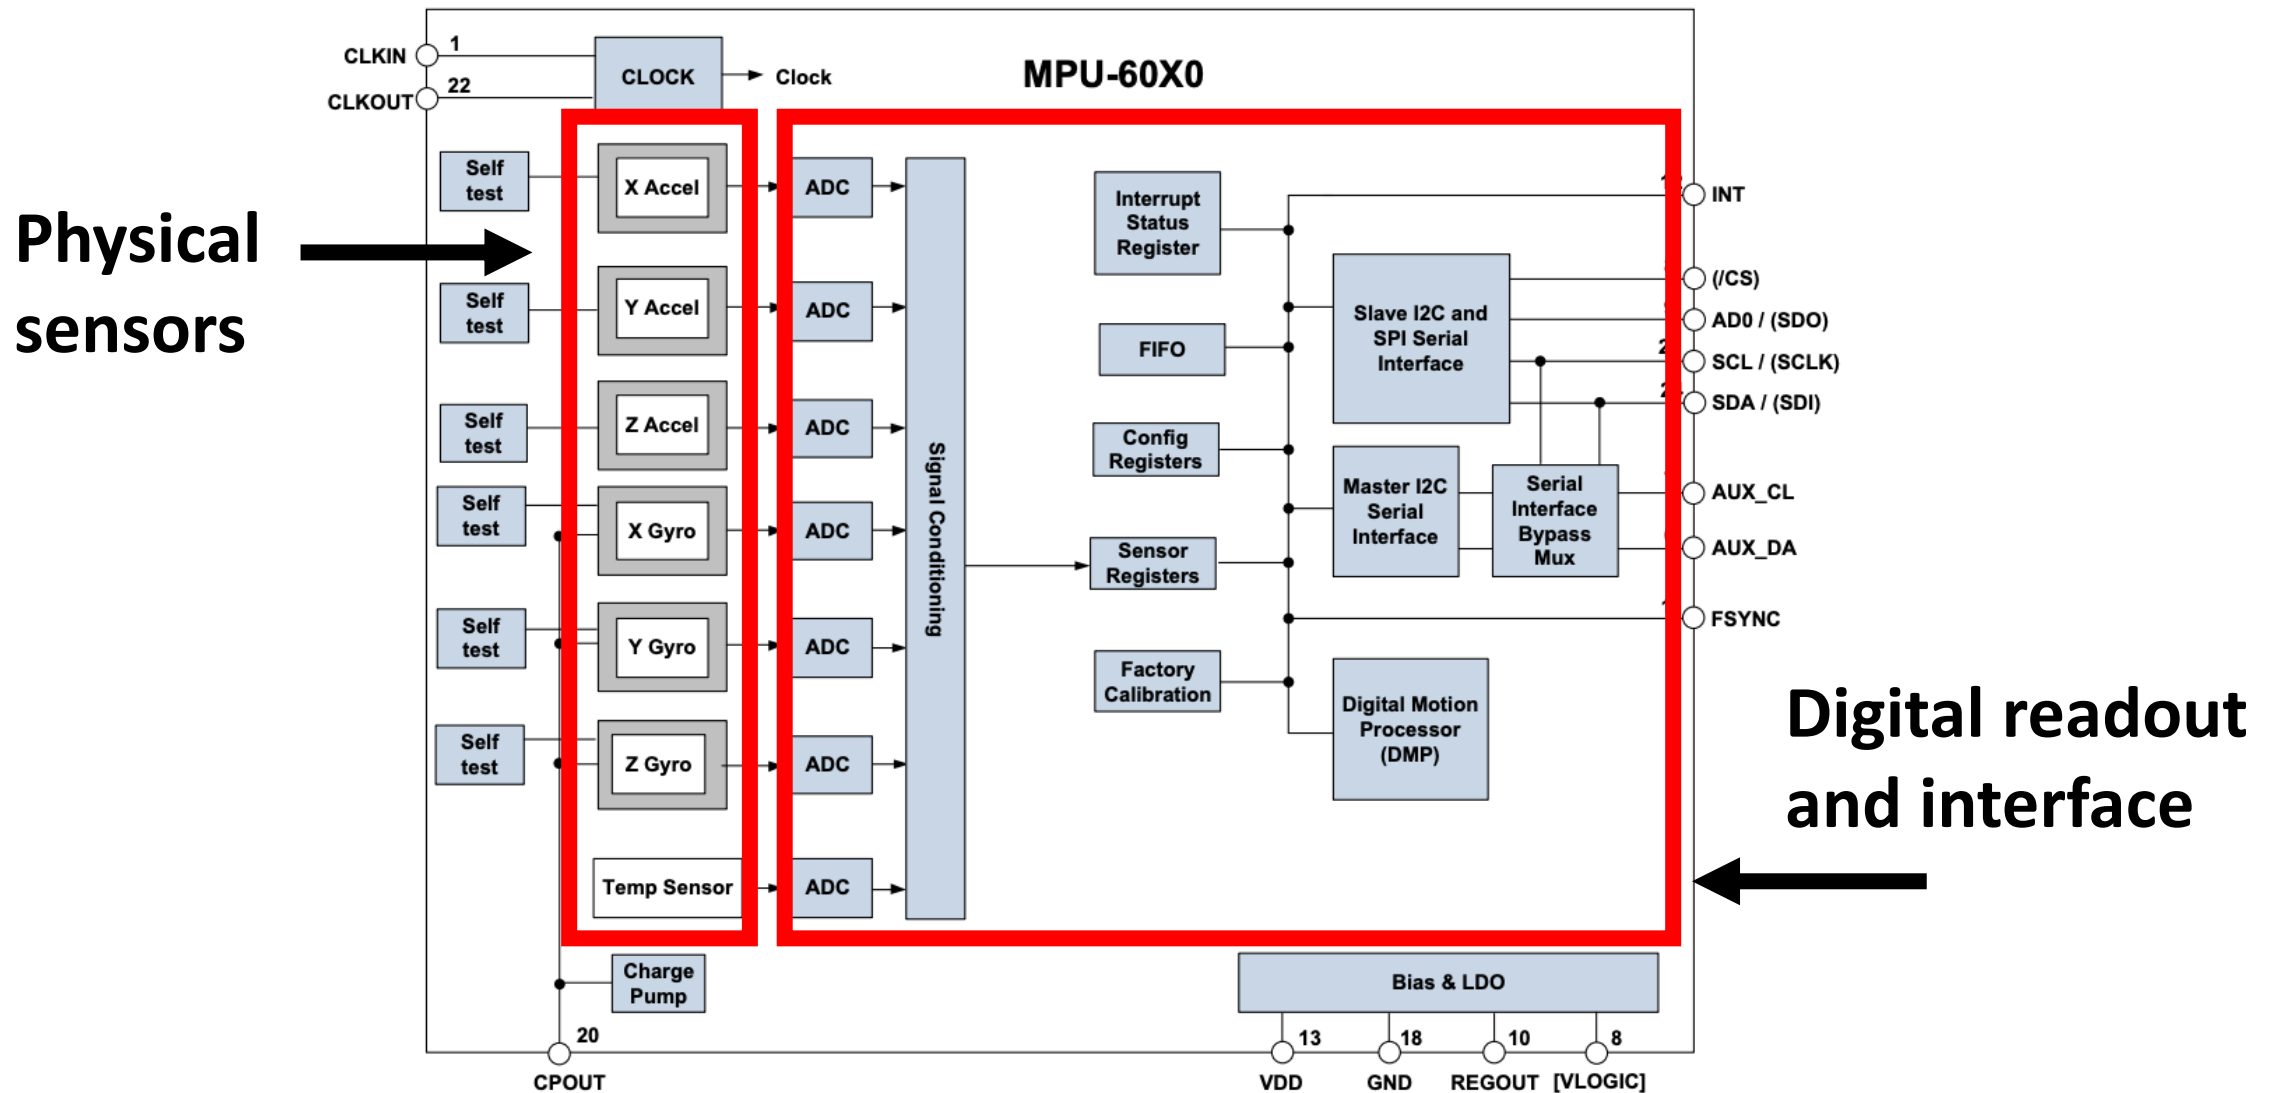 CLKIN
1
CLKOUT
22
CLOCK
Clock
MPU-60X0
Physical
sensors
Self
test
X Accel
ADC
Self
test
Y Accel
ADC
Self
test
Z Accel
ADC
Self
test
X Gyro
ADC
Self
test
Y Gyro
ADC
Self
test
Z Gyro
ADC
Temp Sensor
ADC
Signal Conditioning
Interrupt
Status
Register
FIFO
Config
Registers
Sensor
Registers
Factory
Calibration
Slave I2C and
SPI Serial
Interface
Master I2C
Serial
Interface
Serial
Interface
Bypass
Mux
Digital Motion
Processor
(DMP)
INT
(/CS)
AD0 / (SDO)
SCL / (SCLK)
SDA / (SDI)
AUX_CL
AUX_DA
FSYNC
Digital readout
and interface
Charge
Pump
20
CPOUT
Bias & LDO
13
18
10
8
VDD
GND
REGOUT
[VLOGIC]